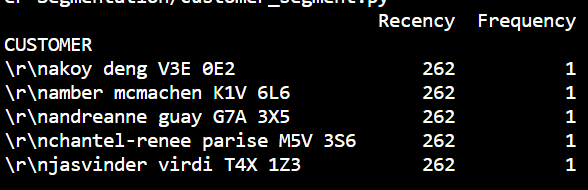 er Segmentation/customer_segment.py
Recency Frequency
CUSTOMER
\r\nakoy deng V3E 0E2 262 1
\r\namber mcmachen K1V 6L6 262 1
\r\nandreanne guay G7A 3X5 262 1
\r\nchantel-renee parise M5V 3S6 262 1
\r\njasvinder virdi T4X 1Z3 262 1